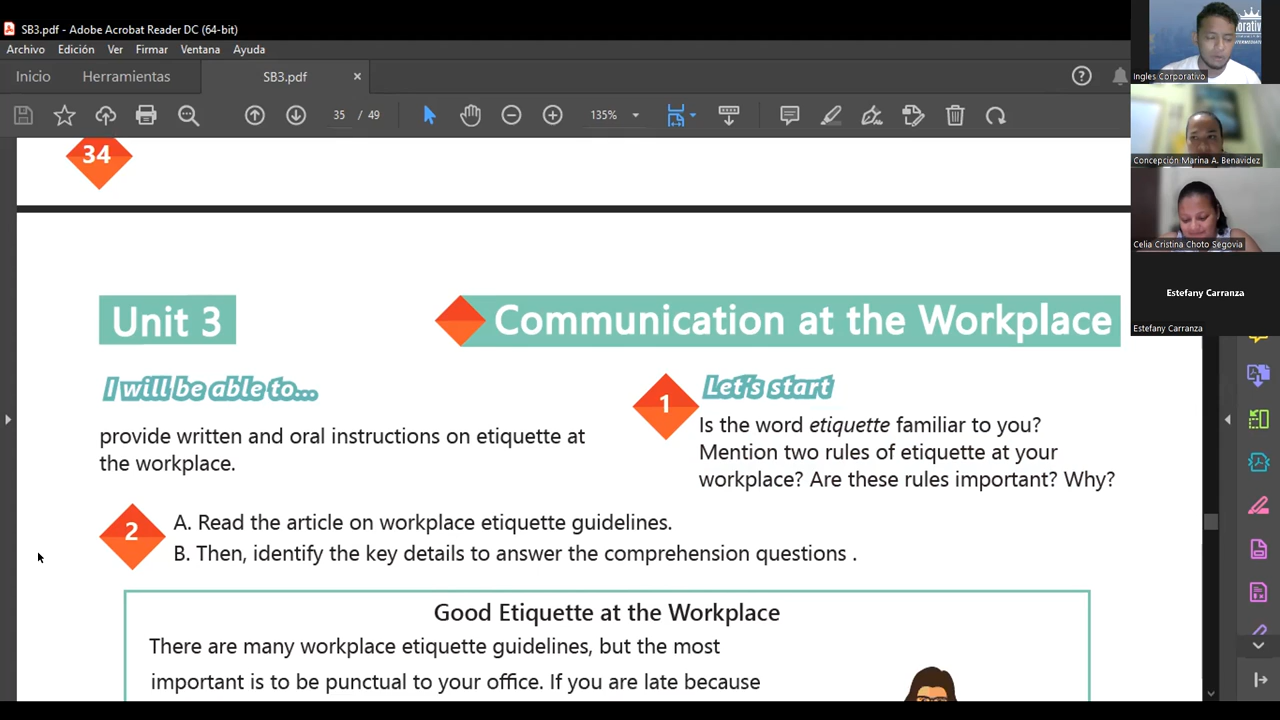 SB3.pdf - Adobe Acrobat Reader DC (64-bit)
Archivo Edición Ver Firmar Ventana Ayuda
Inicio Herramientas SB3.pdf ×
35 / 49 135%
34
Unit 3
Communication at the Workplace
I will be able to...
provide written and oral instructions on etiquette at
the workplace.
1 Let's start
Is the word etiquette familiar to you?
Mention two rules of etiquette at your
workplace? Are these rules important? Why?
2 A. Read the article on workplace etiquette guidelines.
B. Then, identify the key details to answer the comprehension questions .
Good Etiquette at the Workplace
There are many workplace etiquette guidelines, but the most
important is to be punctual to your office. If you are late because
Ingles Corporativo
Concepción Marina A. Benavidez
Celia Cristina Choto Segovia
Estefany Carranza
Estefany Carranza